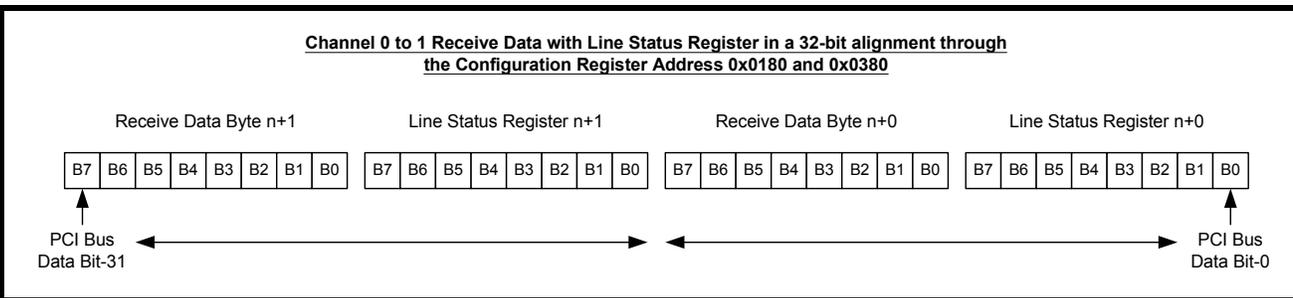 Channel 0 to 1 Receive Data with Line Status Register in a 32-bit alignment through
the Configuration Register Address 0x0180 and 0x0380
Receive Data Byte n+1 Line Status Register n+1 Receive Data Byte n+0 Line Status Register n+0
B7 B6 B5 B4 B3 B2 B1 B0 B7 B6 B5 B4 B3 B2 B1 B0 B7 B6 B5 B4 B3 B2 B1 B0 B7 B6 B5 B4 B3 B2 B1 B0
PCI Bus
Data Bit-31
PCI Bus
Data Bit-0